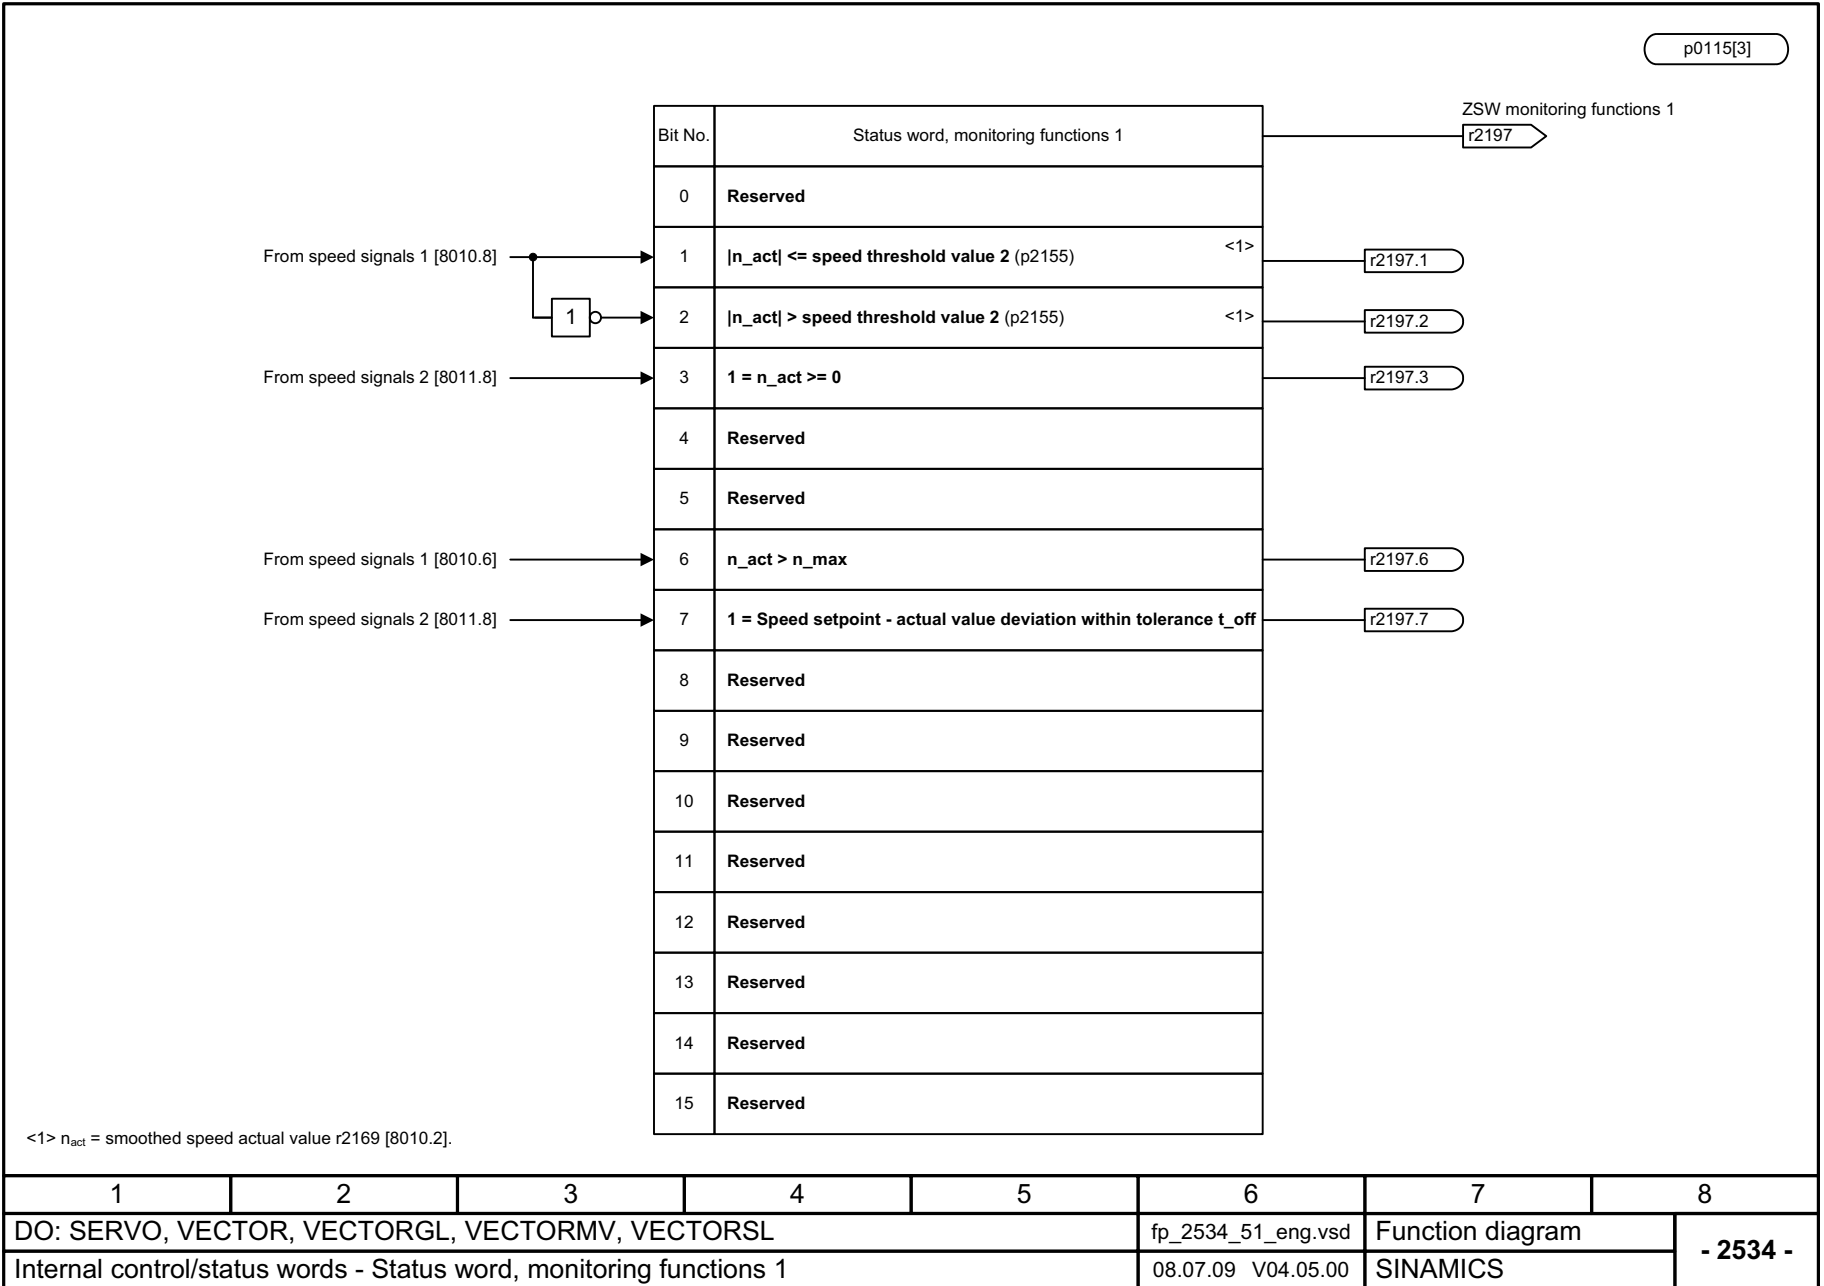 p0115[3]
ZSW monitoring functions 1
Bit No. Status word, monitoring functions 1 r2197
0 Reserved
From speed signals 1 [8010.8] 1 |n_act| <= speed threshold value 2 (p2155) <1> r2197.1
1 2 |n_act| > speed threshold value 2 (p2155) <1> r2197.2
From speed signals 2 [8011.8] 3 1 = n_act >= 0 r2197.3
4 Reserved
5 Reserved
From speed signals 1 [8010.6] 6 n_act > n_max r2197.6
From speed signals 2 [8011.8] 7 1 = Speed setpoint - actual value deviation within tolerance t_off r2197.7
8 Reserved
9 Reserved
10 Reserved
11 Reserved
12 Reserved
13 Reserved
14 Reserved
15 Reserved
<1> nact = smoothed speed actual value r2169 [8010.2].
1 2 3 4 5 6 7 8
DO: SERVO, VECTOR, VECTORGL, VECTORMV, VECTORSL fp_2534_51_eng.vsd Function diagram - 2534 -
Internal control/status words - Status word, monitoring functions 1 08.07.09 V04.05.00 SINAMICS